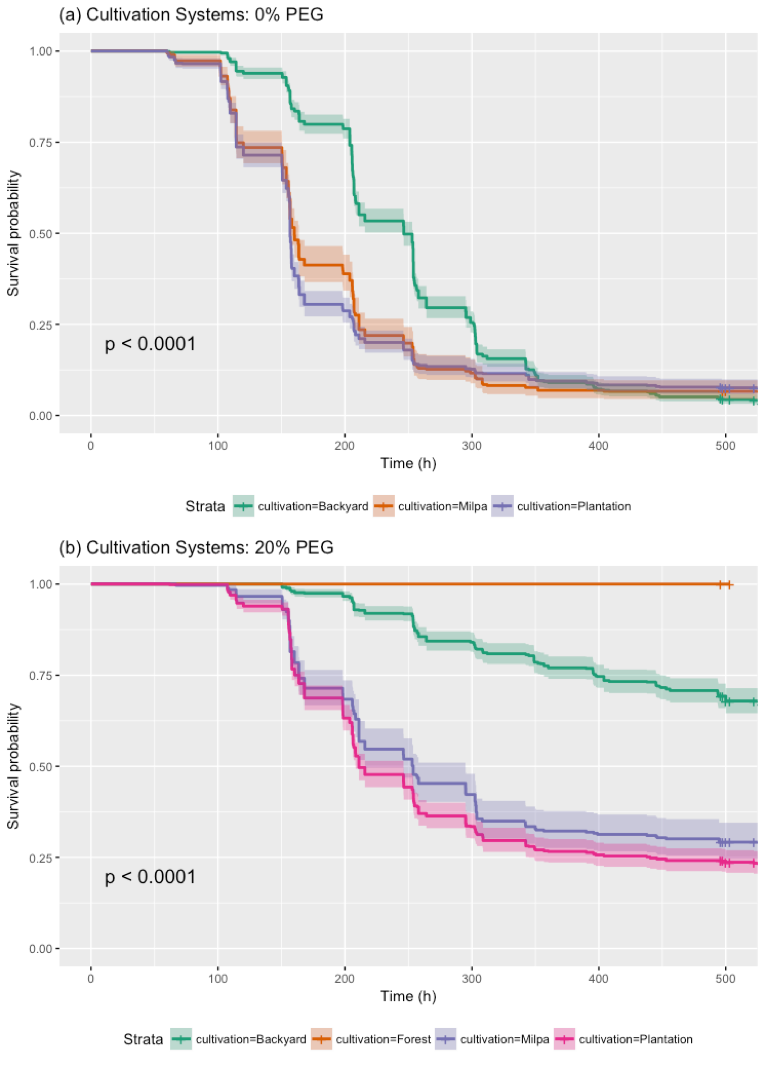 (a) Cultivation Systems: 0% PEG
1.00
0.75
0.50
0.25
0.00
Survival probability
p < 0.0001
0 100 200 300 400 500
Time (h)
Strata cultivation=Backyard cultivation=Milpa cultivation=Plantation
(b) Cultivation Systems: 20% PEG
1.00
0.75
0.50
0.25
0.00
Survival probability
p < 0.0001
0 100 200 300 400 500
Time (h)
Strata cultivation=Backyard cultivation=Forest cultivation=Milpa cultivation=Plantation